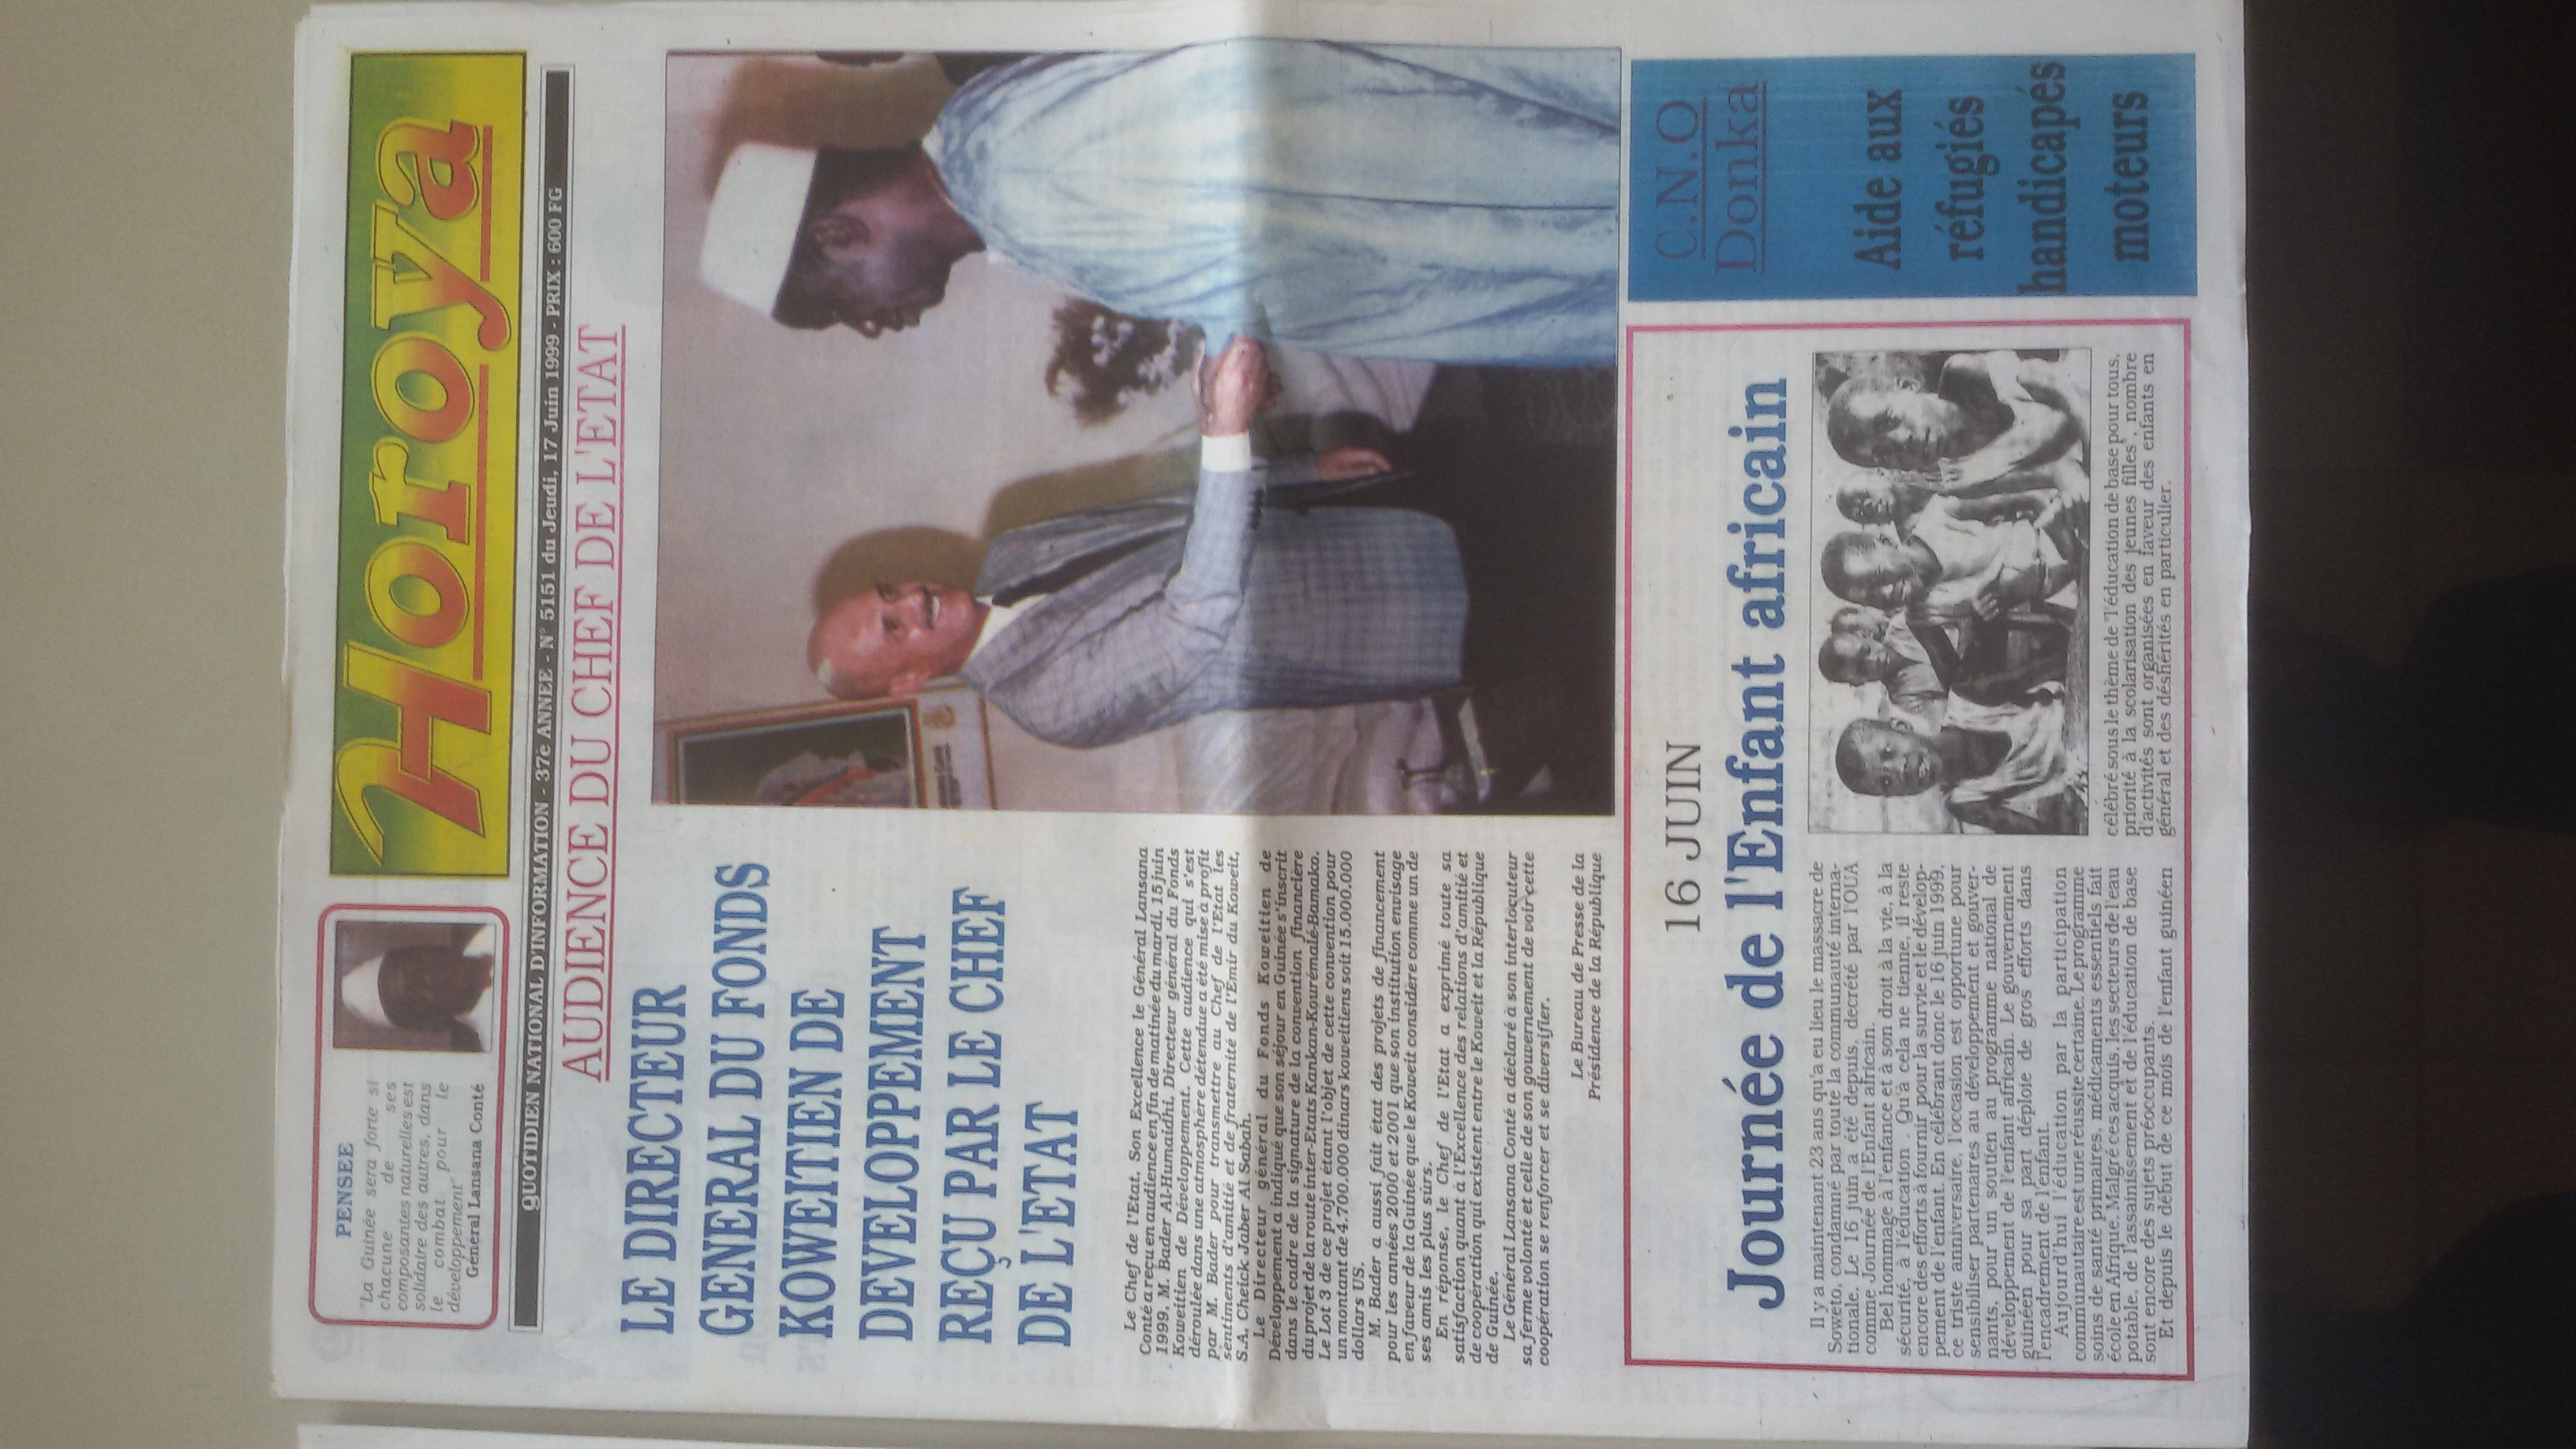 PENSEE
"La Guinée sera forte si
chacune de ses
composantes naturelles est
solidaire des autres, dans
le combat pour le
développement"
Général Lansana Conté
Horoya
QUOTIDIEN NATIONAL D'INFORMATION - 37è ANNEE - N° 5151 du Jeudi, 17 Juin 1999 - PRIX : 600 FG
AUDIENCE DU CHEF DE L'ETAT
LE DIRECTEUR
GENERAL DU FONDS
KOWEITIEN DE
DEVELOPPEMENT
REÇU PAR LE CHEF
DE L'ETAT
Le Chef de l'Etat, Son Excellence le Général Lansana
Conté a reçu en audience en fin de matinée du mardi, 15 juin
1999, M. Bader Al-Humaidhi, Directeur général du Fonds
Koweitien de Développement. Cette audience qui s'est
déroulée dans une atmosphère détendue a été mise à profit
par M. Bader pour transmettre au Chef de l'Etat les
sentiments d'amitié et de fraternité de l'Emir du Koweit,
S.A. Cheick Jaber Al Sabah.
Le Directeur général du Fonds Koweitien de
Développement a indiqué que son séjour en Guinée s'inscrit
dans le cadre de la signature de la convention financière
du projet de la route inter-Etats Kankan-Kourémalé-Bamako.
Le Lot 3 de ce projet étant l'objet de cette convention pour
un montant de 4.700.000 dinars koweitiens soit 15.000.000
dollars US.
M. Bader a aussi fait état des projets de financement
pour les années 2000 et 2001 que son institution envisage
en faveur de la Guinée que le Koweit considère comme un de
ses amis les plus sûrs.
En réponse, le Chef de l'Etat a exprimé toute sa
satisfaction quant à l'Excellence des relations d'amitié et
de coopération qui existent entre le Koweit et la République
de Guinée.
Le Général Lansana Conté a déclaré à son interlocuteur
sa ferme volonté et celle de son gouvernement de voir cette
coopération se renforcer et se diversifier.
Le Bureau de Presse de la
Présidence de la République
16 JUIN
Journée de l'Enfant africain
Il y a maintenant 23 ans qu'a eu lieu le massacre de
Soweto, condamné par toute la communauté interna-
tionale. Le 16 juin a été depuis, decrété par l'OUA
comme Journée de l'Enfant africain.
Bel hommage à l'enfance et à son droit à la vie, à la
sécurité, à l'éducation . Qu'à cela ne tienne, il reste
encore des efforts à fournir pour la survie et le dévelop-
pement de l'enfant. En célébrant donc le 16 juin 1999,
ce triste anniversaire, l'occasion est opportune pour
sensibiliser partenaires au développement et gouver-
nants, pour un soutien au programme national de
développement de l'enfant africain. Le gouvernement
guinéen pour sa part déploie de gros efforts dans
l'encadrement de l'enfant.
Aujourd'hui l'éducation par la participation
communautaire est une réussite certaine. Le programme
soins de santé primaires, médicaments essentiels fait
école en Afrique. Malgré ces acquis, les secteurs de l'eau
potable, de l'assainissement et de l'éducation de base
sont encore des sujets préoccupants.
Et depuis le début de ce mois de l'enfant guinéen
célébré sous le thème de "l'éducation de base pour tous,
priorité à la scolarisation des jeunes filles", nombre
d'activités sont organisées en faveur des enfants en
général et des déshérités en particulier.
C.N.O
Donka
Aide aux
réfugiés
handicapés
moteurs